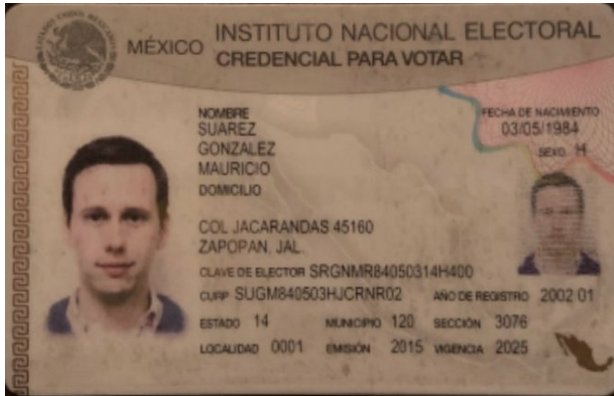 MÉXICO
INSTITUTO NACIONAL ELECTORAL
CREDENCIAL PARA VOTAR
NOMBRE
SUAREZ
GONZALEZ
MAURICIO
FECHA DE NACIMIENTO
03/05/1984
SEXO H
DOMICILIO
COL JACARANDAS 45160
ZAPOPAN, JAL.
CLAVE DE ELECTOR SRGNMR84050314H400
CURP SUGM840503HJCRNR02 AÑO DE REGISTRO 2002 01
ESTADO 14 MUNICIPIO 120 SECCIÓN 3076
LOCALIDAD 0001 EMISIÓN 2015 VIGENCIA 2025